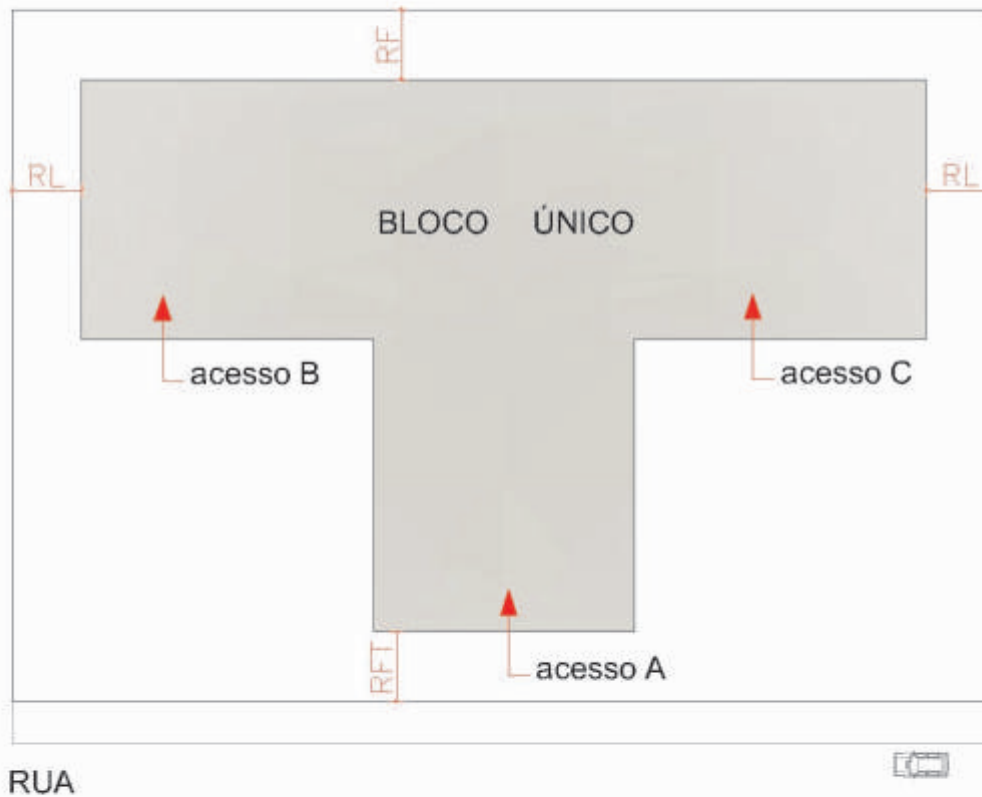 RF
RL
RL
BLOCO ÚNICO
acesso B
acesso C
RFT
acesso A
RUA